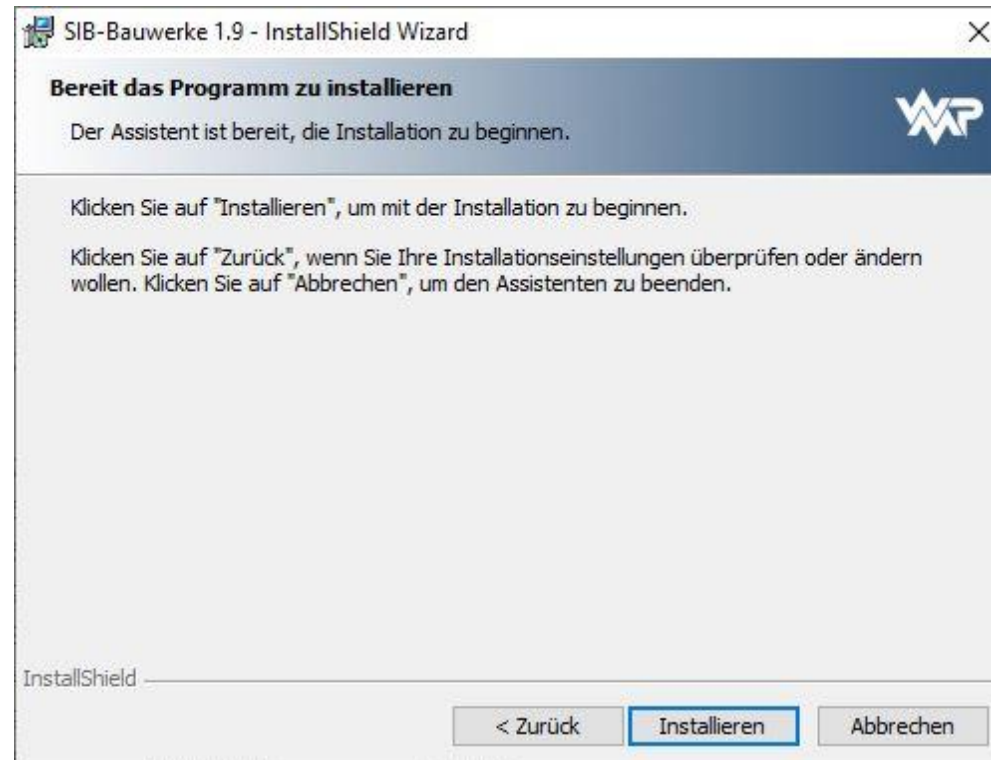 SIB-Bauwerke 1.9 - InstallShield Wizard
Bereit das Programm zu installieren
Der Assistent ist bereit, die Installation zu beginnen.
WMP
Klicken Sie auf "Installieren", um mit der Installation zu beginnen.
Klicken Sie auf "Zurück", wenn Sie Ihre Installationseinstellungen überprüfen oder ändern
wollen. Klicken Sie auf "Abbrechen", um den Assistenten zu beenden.
InstallShield
< Zurück Installieren Abbrechen